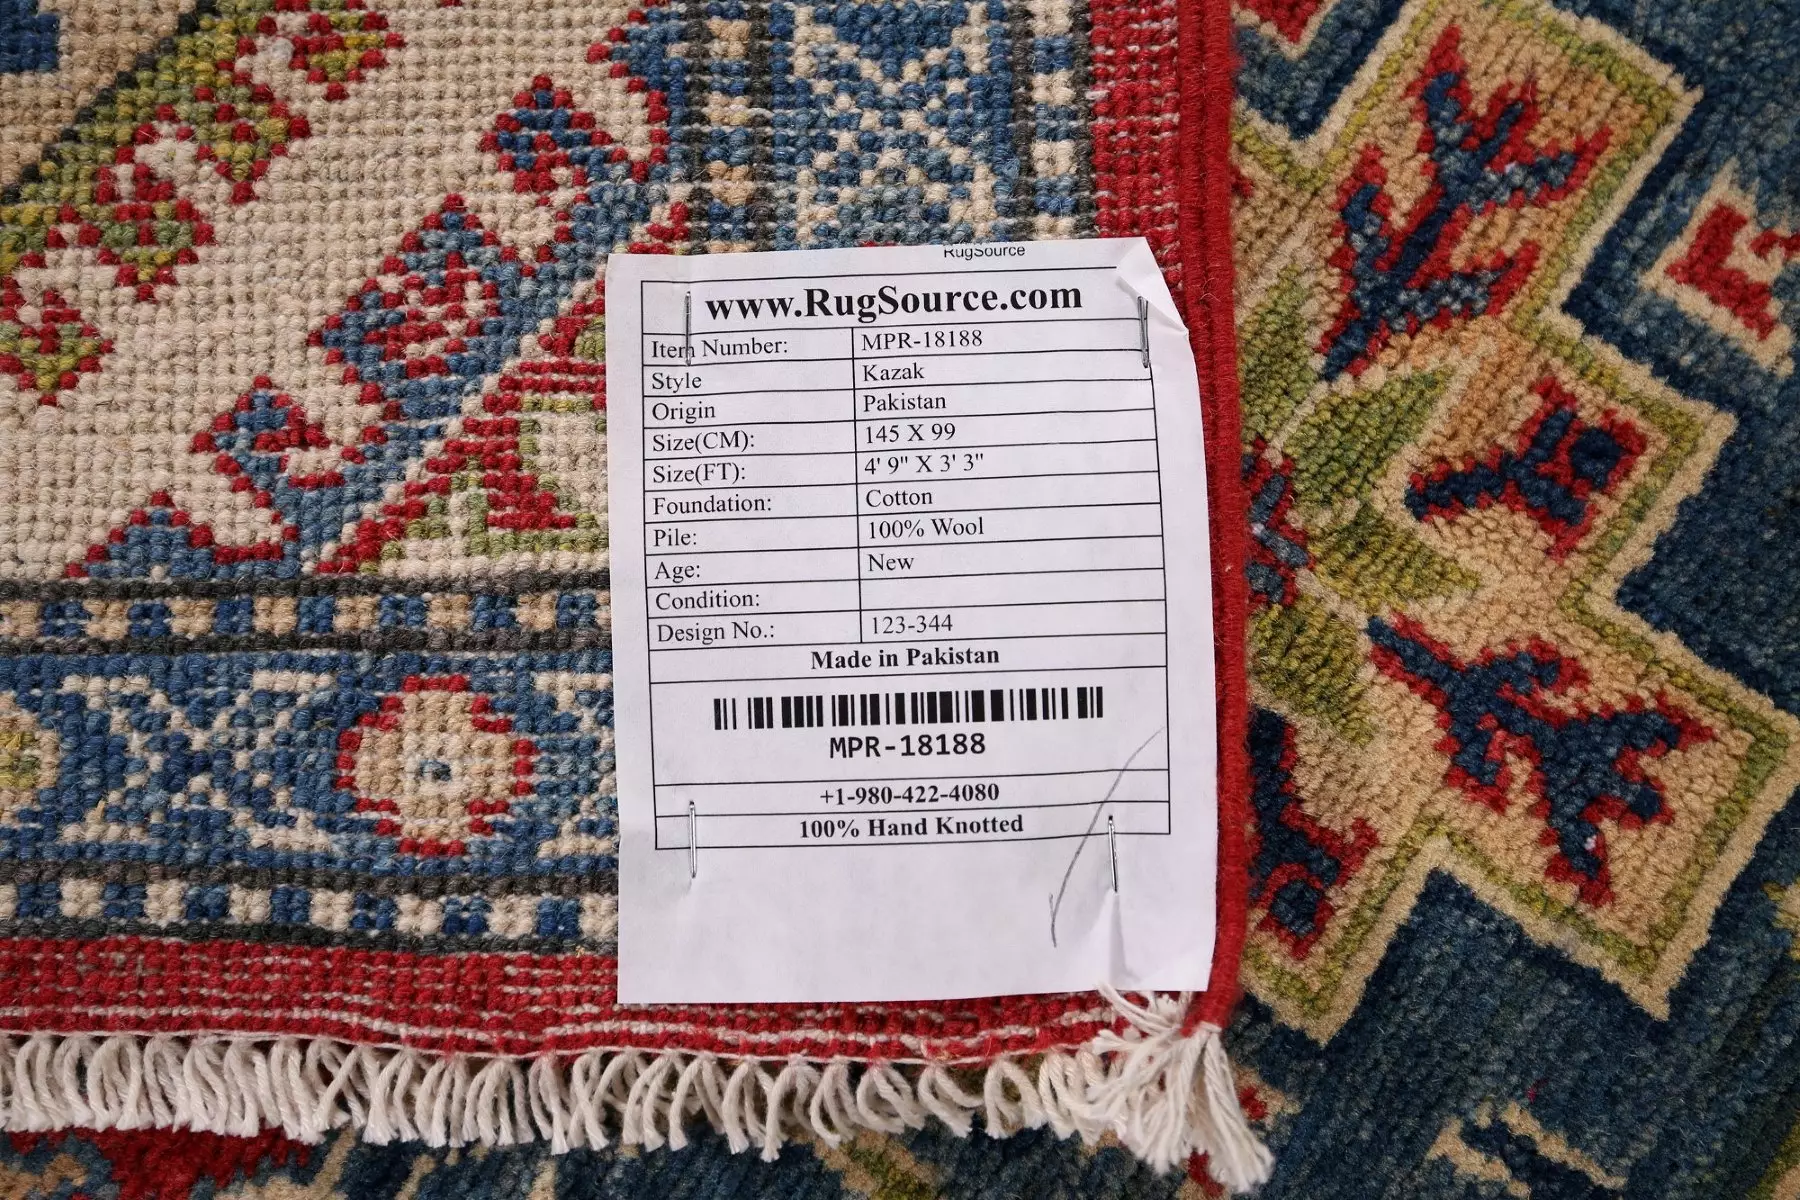 RugSource
www.RugSource.com
Item Number: MPR-18188
Style Kazak
Origin Pakistan
Size(CM): 145 X 99
Size(FT): 4' 9" X 3' 3"
Foundation: Cotton
Pile: 100% Wool
Age: New
Condition:
Design No.: 123-344
Made in Pakistan
MPR-18188
+1-980-422-4080
100% Hand Knotted